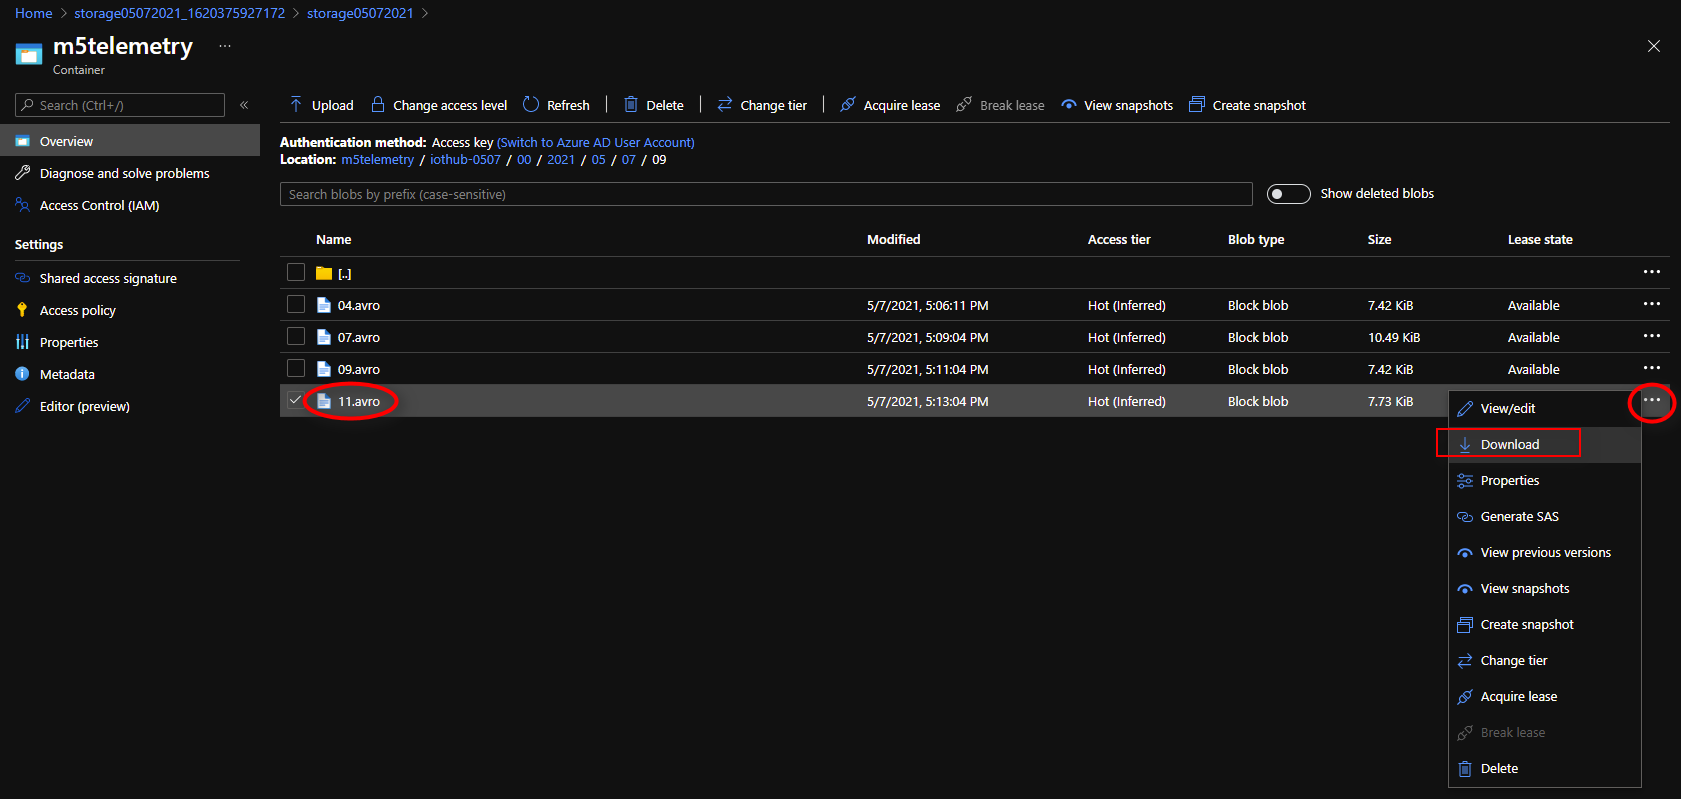 Home > storage05072021_1620375927172 > storage05072021 >
m5telemetry ...
Container
Search (Ctrl+/) «
Overview
Diagnose and solve problems
Access Control (IAM)
Settings
Shared access signature
Access policy
Properties
Metadata
Editor (preview)
Upload Change access level Refresh | Delete | Change tier | Acquire lease Break lease View snapshots Create snapshot
Authentication method: Access key (Switch to Azure AD User Account)
Location: m5telemetry / iothub-0507 / 00 / 2021 / 05 / 07 / 09
Search blobs by prefix (case-sensitive) Show deleted blobs
Name Modified Access tier Blob type Size Lease state
[..] ...
04.avro 5/7/2021, 5:06:11 PM Hot (Inferred) Block blob 7.42 KiB Available ...
07.avro 5/7/2021, 5:09:04 PM Hot (Inferred) Block blob 10.49 KiB Available ...
09.avro 5/7/2021, 5:11:04 PM Hot (Inferred) Block blob 7.42 KiB Available ...
11.avro 5/7/2021, 5:13:04 PM Hot (Inferred) Block blob 7.73 KiB ...
View/edit
Download
Properties
Generate SAS
View previous versions
View snapshots
Create snapshot
Change tier
Acquire lease
Break lease
Delete